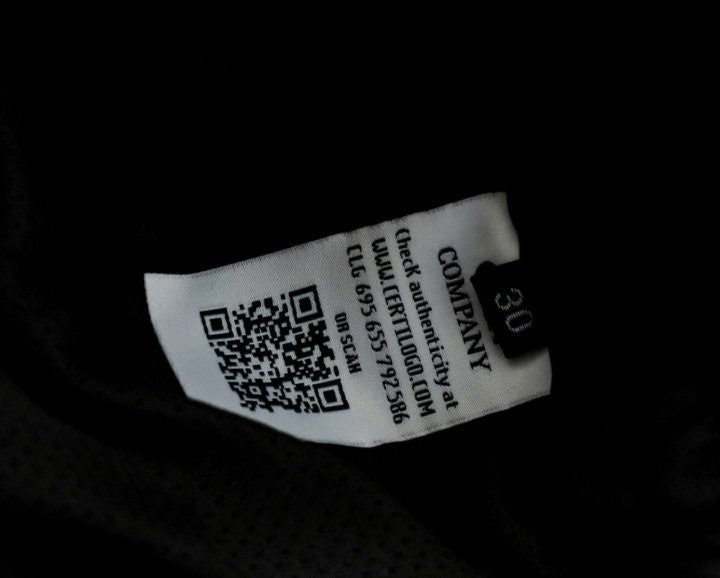 30
COMPANY
Check authenticity at
WWW.CERTILOGO.COM
CLG 695 655 792 586
OR SCAN